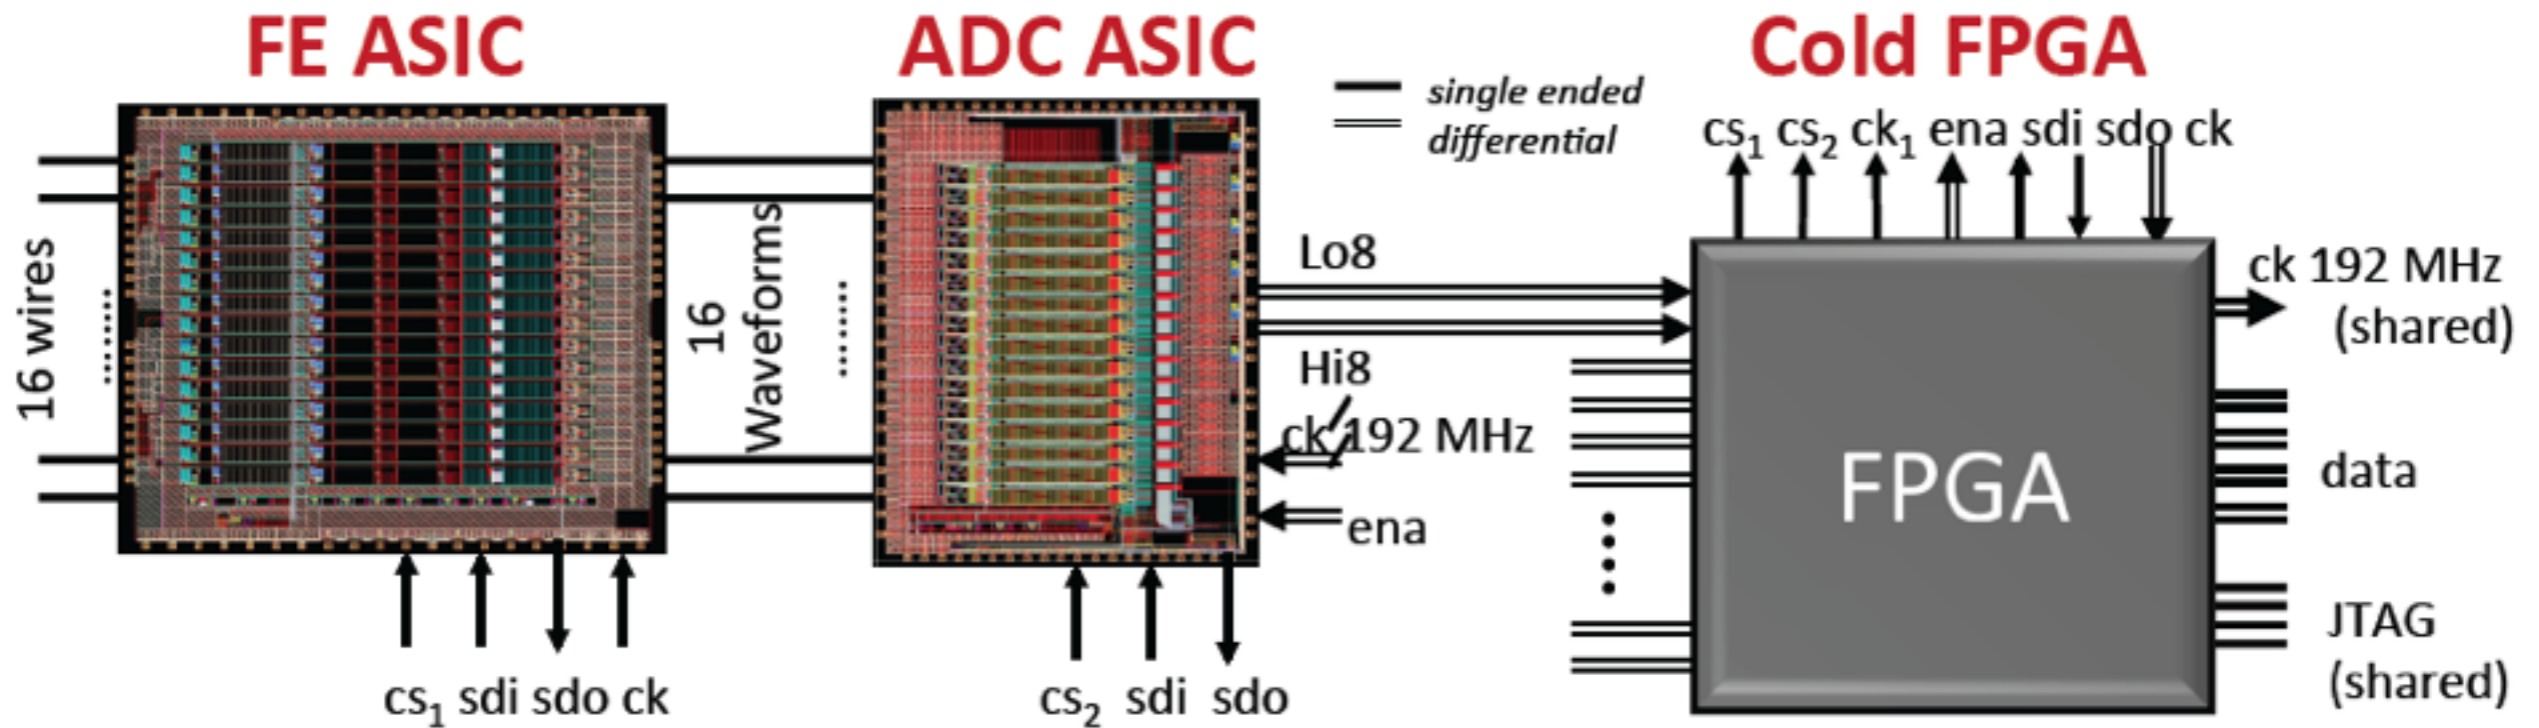 FE ASIC
ADC ASIC
Cold FPGA
single ended
differential
cs1 cs2 ck1 ena sdi sdo ck
16 wires
16
Waveforms
Lo8
Hi8
ck 192 MHz
ena
FPGA
ck 192 MHz
(shared)
data
JTAG
(shared)
cs1 sdi sdo ck
cs2 sdi sdo